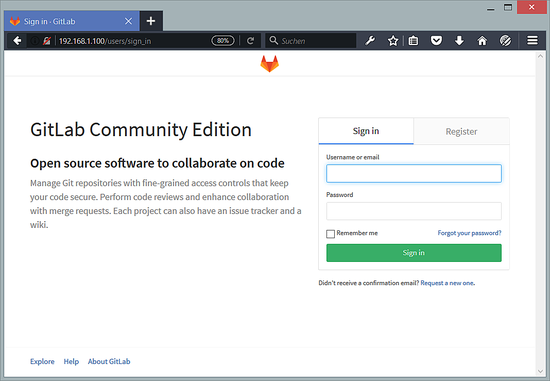 Sign in · GitLab
192.168.1.100/users/sign_in
80%
Suchen
GitLab Community Edition
Open source software to collaborate on code
Manage Git repositories with fine-grained access controls that keep
your code secure. Perform code reviews and enhance collaboration
with merge requests. Each project can also have an issue tracker and a
wiki.
Sign in
Register
Username or email
Password
Remember me
Forgot your password?
Sign in
Didn't receive a confirmation email? Request a new one.
Explore
Help
About GitLab